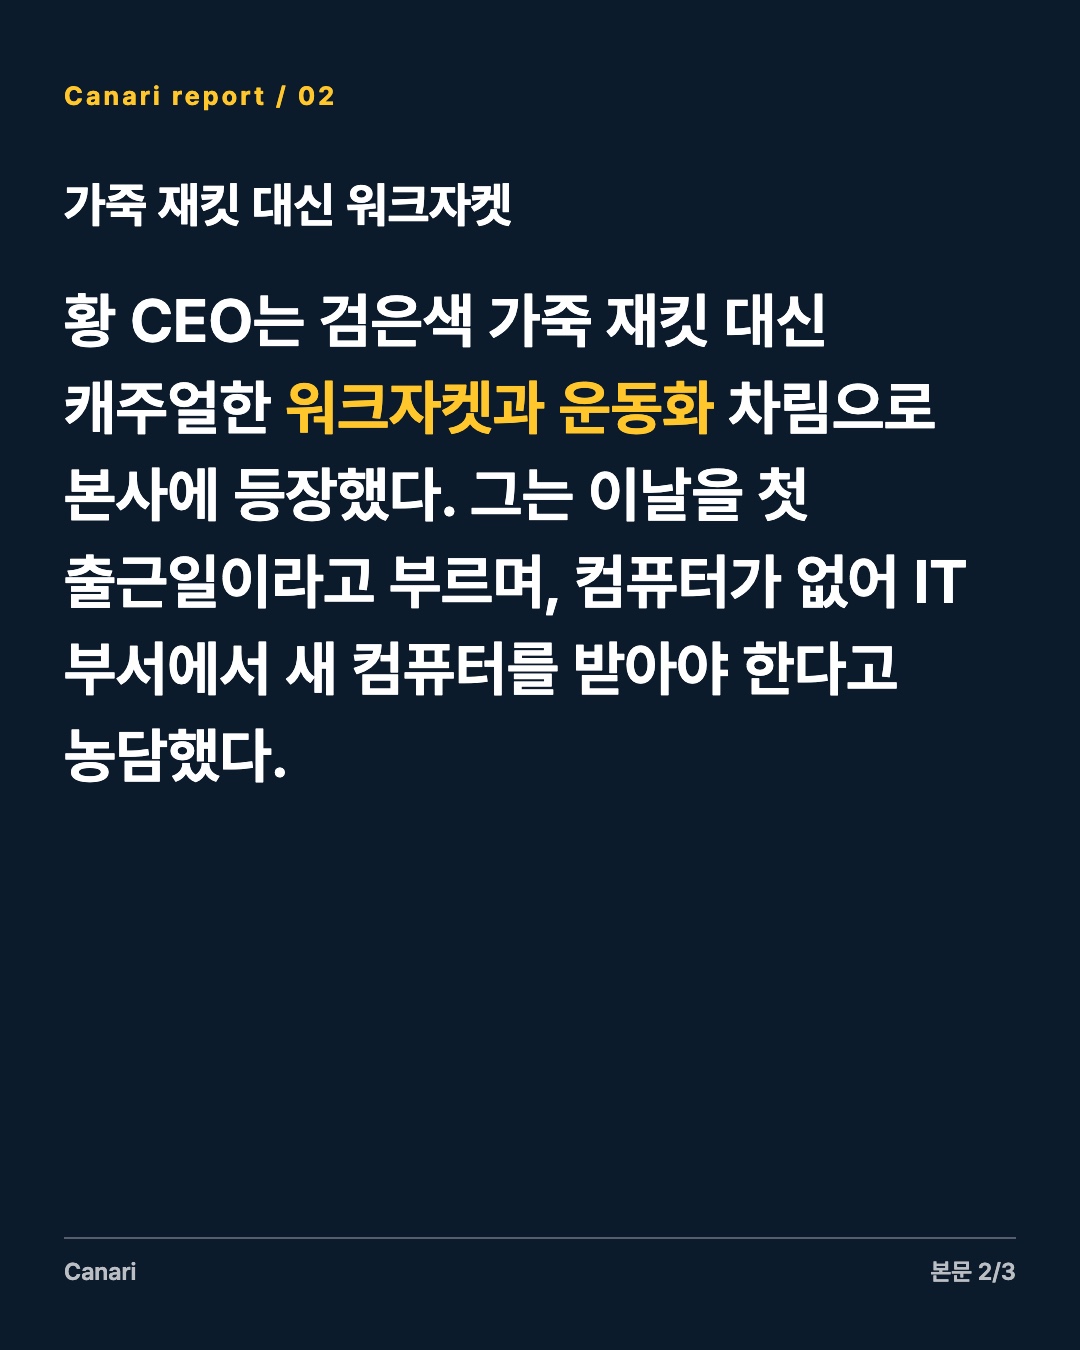 Canari report / 02
가죽 재킷 대신 워크자켓
황 CEO는 검은색 가죽 재킷 대신
캐주얼한 워크자켓과 운동화 차림으로
본사에 등장했다. 그는 이날을 첫
출근일이라고 부르며, 컴퓨터가 없어 IT
부서에서 새 컴퓨터를 받아야 한다고
농담했다.
Canari
본문 2/3